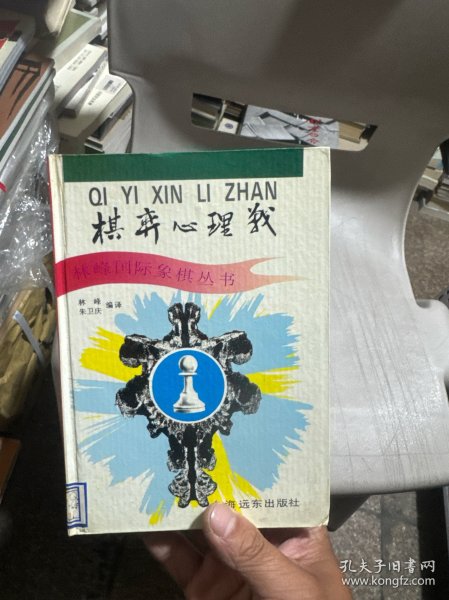 QI YI XIN LI ZHAN
棋弈心理战
林峰国际象棋丛书
林峰
朱卫庆
编译
海远东出版社
孔夫子旧书网
www.kongfz.com